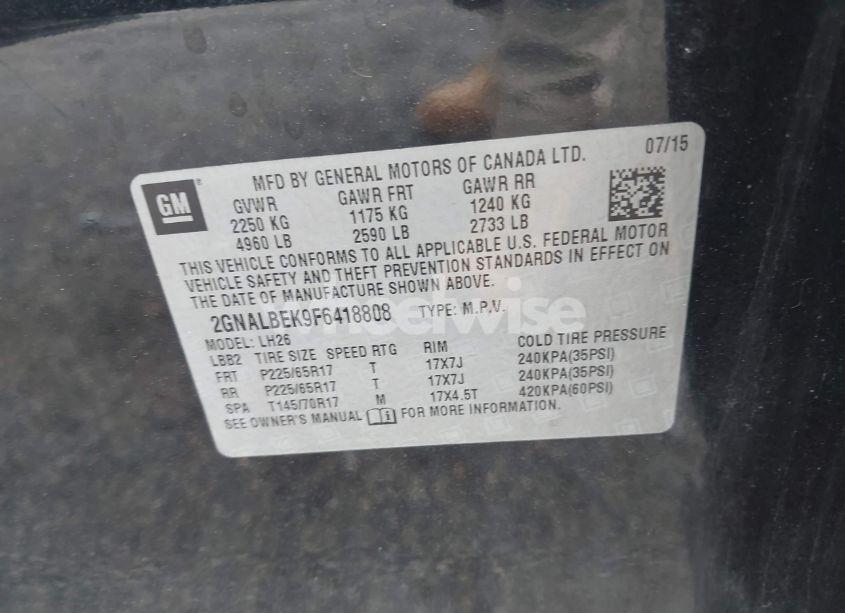 07/15
MFD BY GENERAL MOTORS OF CANADA LTD.
GM
GVWR GAWR FRT GAWR RR
2250 KG 1175 KG 1240 KG
4960 LB 2590 LB 2733 LB
THIS VEHICLE CONFORMS TO ALL APPLICABLE U.S. FEDERAL MOTOR
VEHICLE SAFETY AND THEFT PREVENTION STANDARDS IN EFFECT ON
THE DATE OF MANUFACTURE SHOWN ABOVE.
2GNALBEK9F6418808 TYPE: M.P.V.
MODEL: LH26
LBB2 TIRE SIZE SPEED RTG RIM COLD TIRE PRESSURE
FRT P225/65R17 T 17X7J 240KPA(35PSI)
RR P225/65R17 T 17X7J 240KPA(35PSI)
SPA T145/70R17 M 17X4.5T 420KPA(60PSI)
SEE OWNER'S MANUAL FOR MORE INFORMATION.